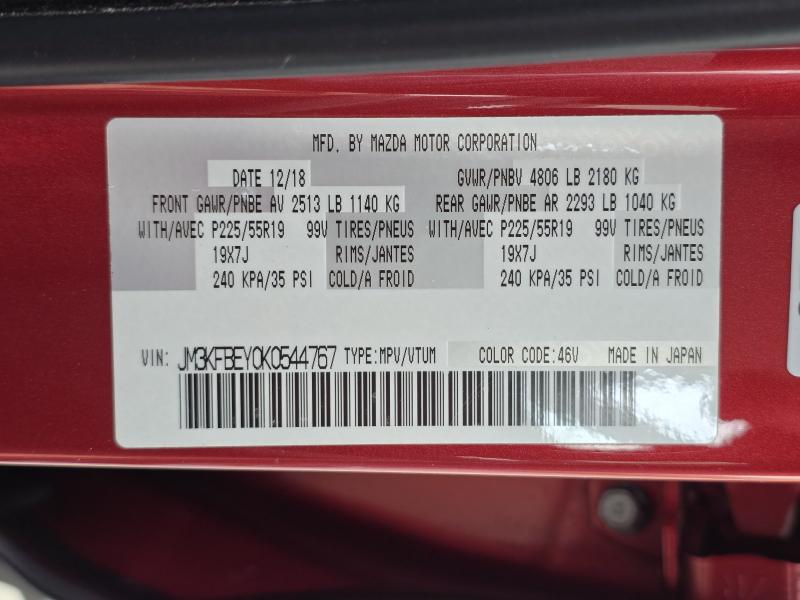 MFD. BY MAZDA MOTOR CORPORATION
DATE 12/18 GVWR/PNBV 4806 LB 2180 KG
FRONT GAWR/PNBE AV 2513 LB 1140 KG REAR GAWR/PNBE AR 2293 LB 1040 KG
WITH/AVEC P225/55R19 99V TIRES/PNEUS WITH/AVEC P225/55R19 99V TIRES/PNEUS
19X7J RIMS/JANTES 19X7J RIMS/JANTES
240 KPA/35 PSI COLD/A FROID 240 KPA/35 PSI COLD/A FROID
VIN: JM3KFBEY0K0544767 TYPE:MPV/VTUM COLOR CODE:46V MADE IN JAPAN